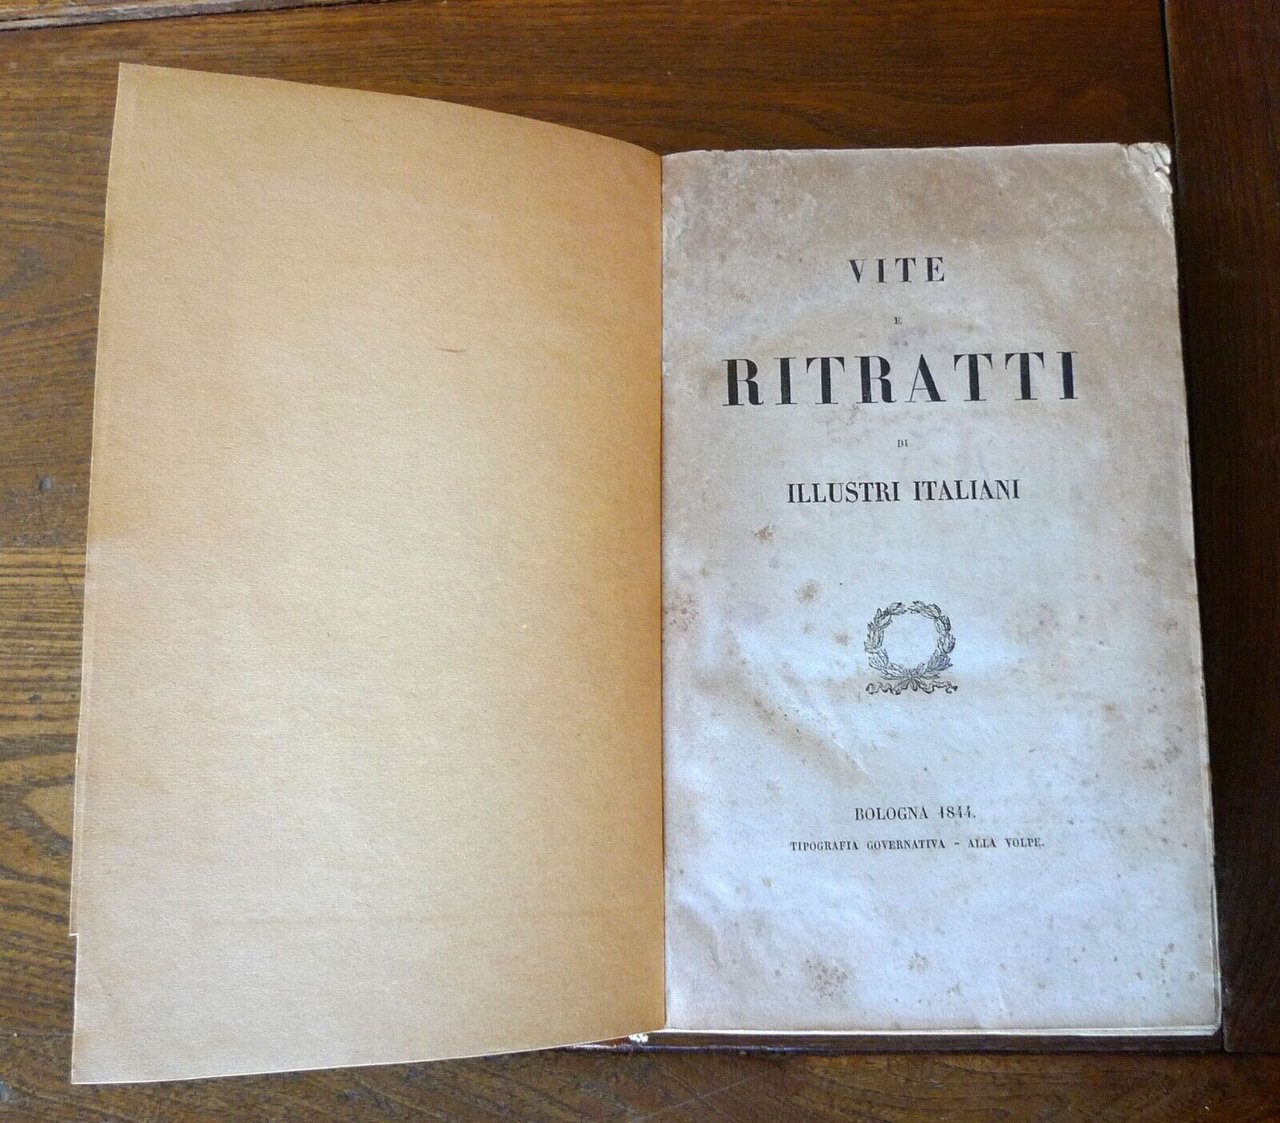 VITE
E
RITRATTI
DI
ILLUSTRI ITALIANI
BOLOGNA 1844.
TIPOGRAFIA GOVERNATIVA - ALLA VOLPE.